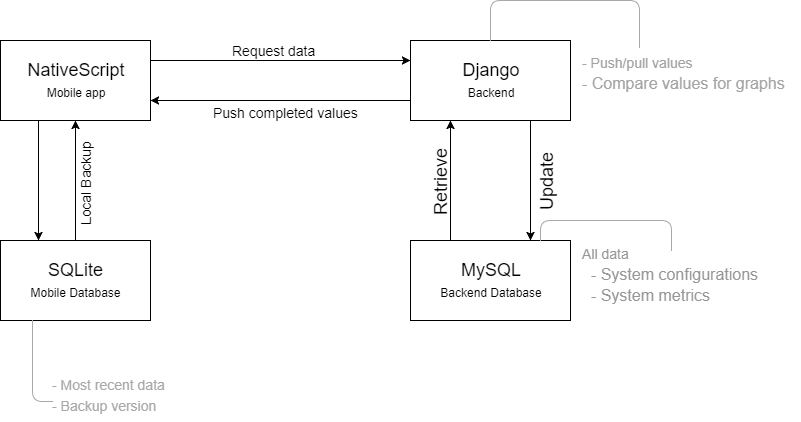 Request data
NativeScript
Mobile app
Django
Backend
- Push/pull values
- Compare values for graphs
Push completed values
Local Backup
Retrieve
Update
SQLite
Mobile Database
MySQL
Backend Database
All data
- System configurations
- System metrics
- Most recent data
- Backup version